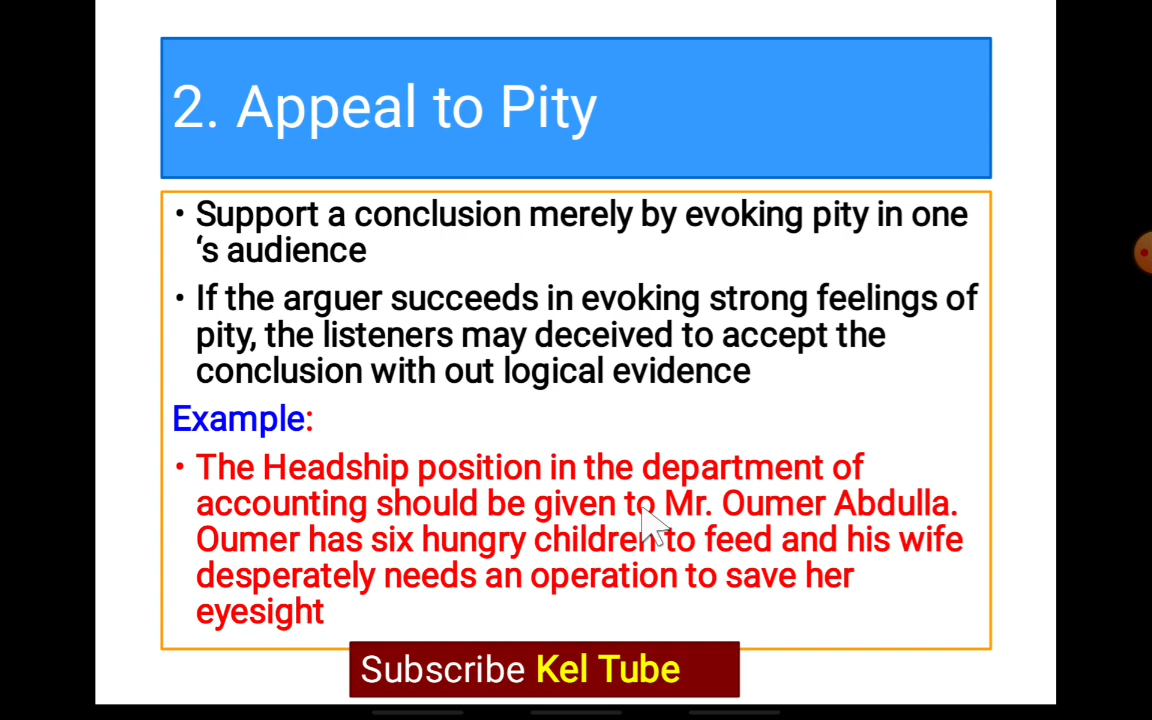 2. Appeal to Pity
• Support a conclusion merely by evoking pity in one
‘s audience
• If the arguer succeeds in evoking strong feelings of
pity, the listeners may deceived to accept the
conclusion with out logical evidence
Example:
• The Headship position in the department of
accounting should be given to Mr. Oumer Abdulla.
Oumer has six hungry children to feed and his wife
desperately needs an operation to save her
eyesight
Subscribe Kel Tube